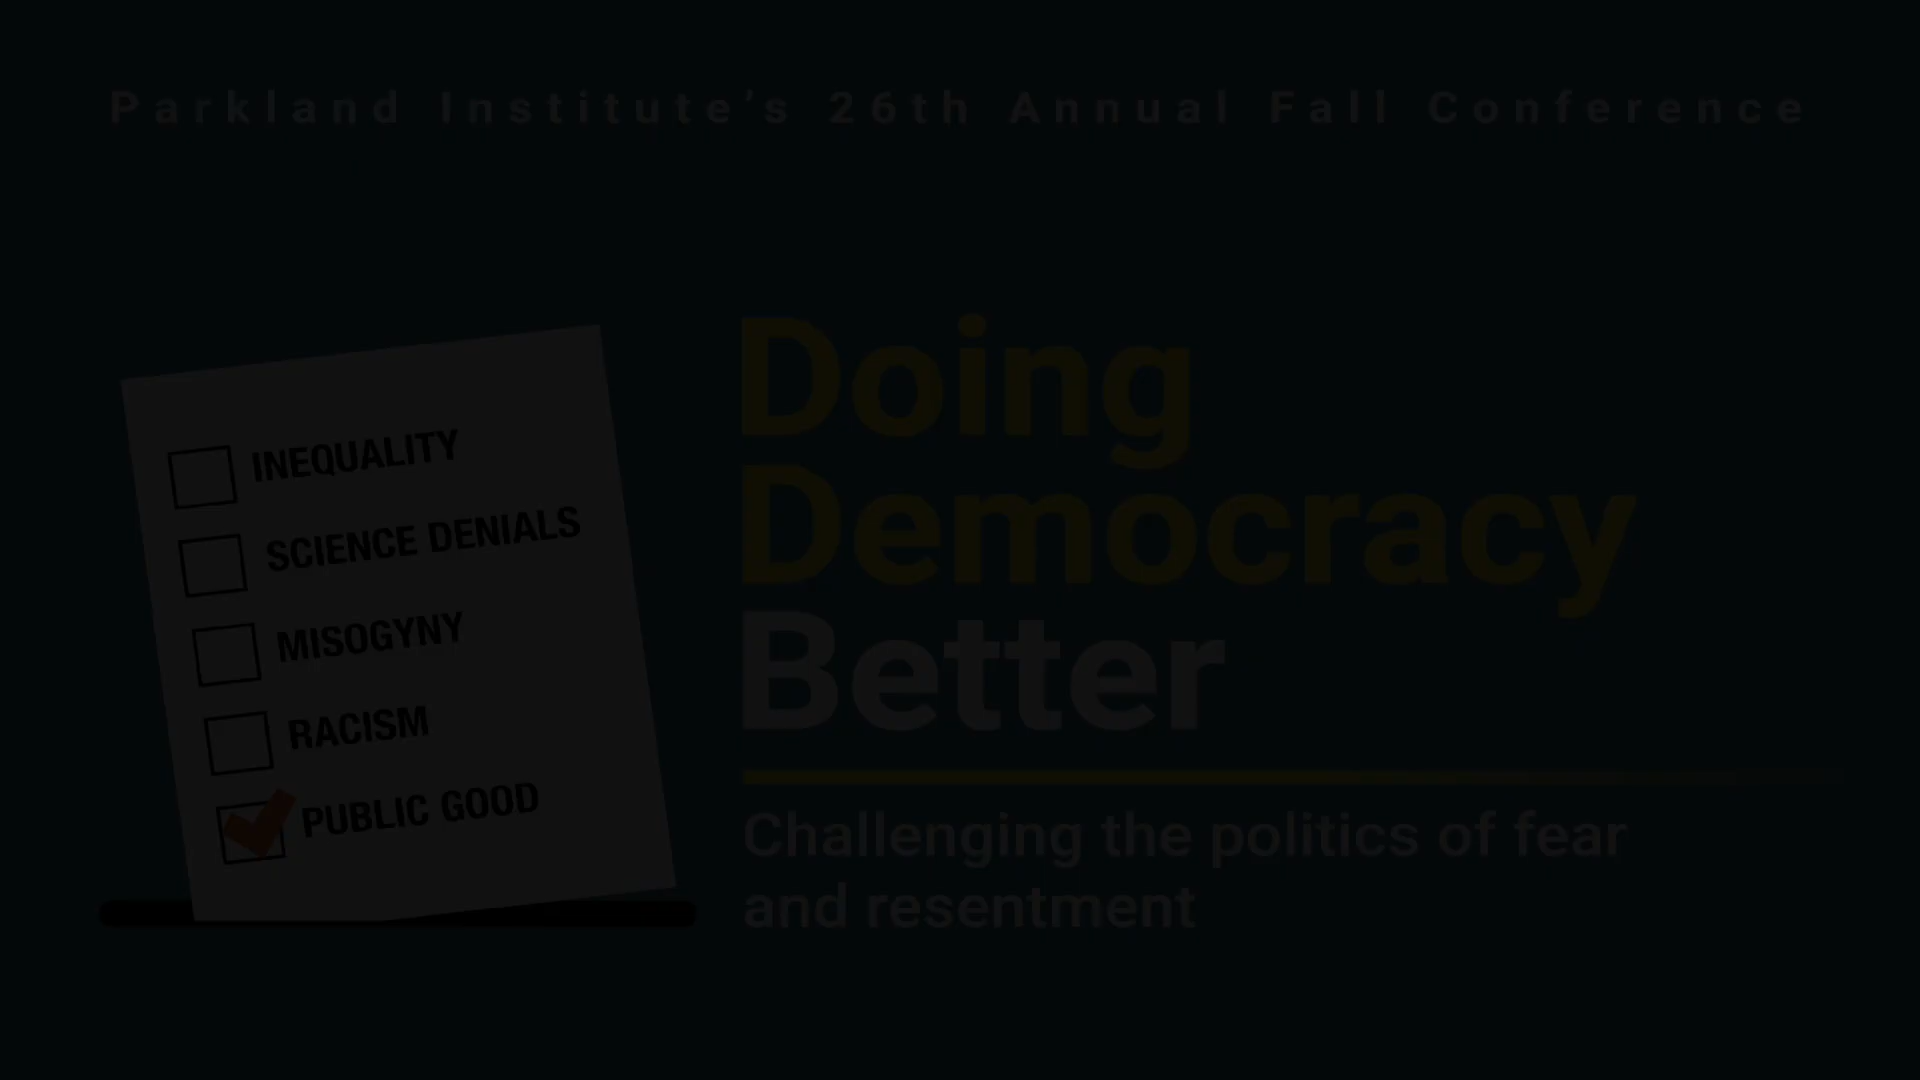 Parkland Institute’s 26th Annual Fall Conference
INEQUALITY
SCIENCE DENIALS
MISOGYNY
RACISM
PUBLIC GOOD
Doing
Democracy
Better
Challenging the politics of fear
and resentment